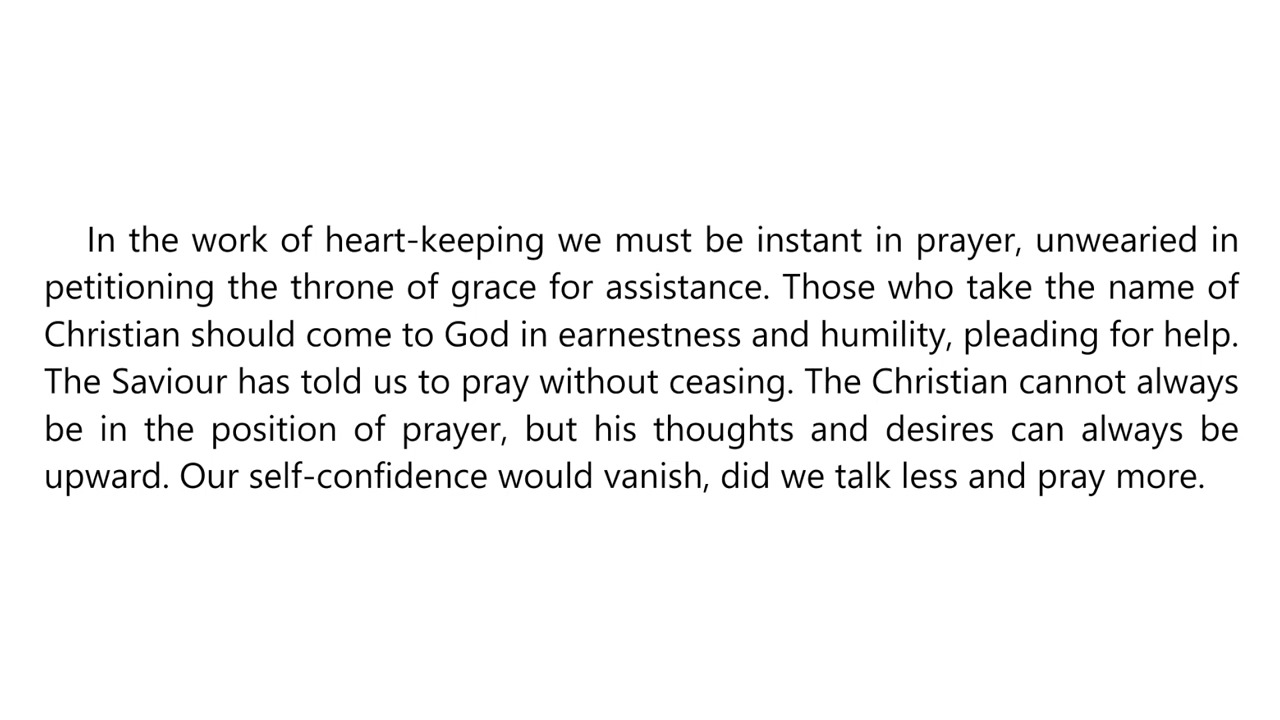 In the work of heart-keeping we must be instant in prayer, unwearied in
petitioning the throne of grace for assistance. Those who take the name of
Christian should come to God in earnestness and humility, pleading for help.
The Saviour has told us to pray without ceasing. The Christian cannot always
be in the position of prayer, but his thoughts and desires can always be
upward. Our self-confidence would vanish, did we talk less and pray more.